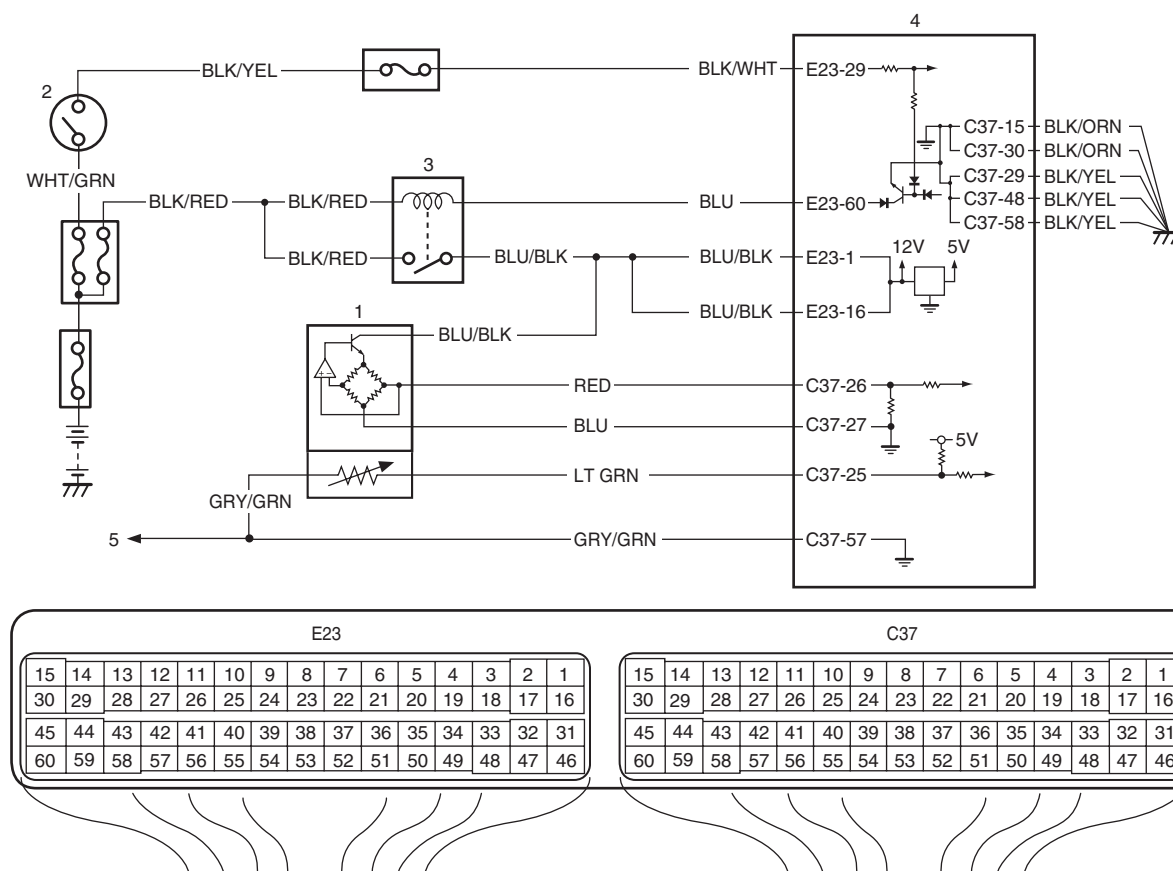 4
BLK/YEL
BLK/WHT
E23-29
2
C37-15 BLK/ORN
C37-30 BLK/ORN
WHT/GRN
3
C37-29 BLK/YEL
BLK/RED
BLK/RED
BLU
E23-60
C37-48 BLK/YEL
C37-58 BLK/YEL
12V
5V
BLK/RED
BLU/BLK
BLU/BLK
E23-1
BLU/BLK
E23-16
1
BLU/BLK
+ -
RED
C37-26
BLU
C37-27
5V
LT GRN
C37-25
GRY/GRN
5
GRY/GRN
C37-57
E23
C37
15 14 13 12 11 10 9 8 7 6 5 4 3 2 1
15 14 13 12 11 10 9 8 7 6 5 4 3 2 1
30 29 28 27 26 25 24 23 22 21 20 19 18 17 16
30 29 28 27 26 25 24 23 22 21 20 19 18 17 16
45 44 43 42 41 40 39 38 37 36 35 34 33 32 31
45 44 43 42 41 40 39 38 37 36 35 34 33 32 31
60 59 58 57 56 55 54 53 52 51 50 49 48 47 46
60 59 58 57 56 55 54 53 52 51 50 49 48 47 46